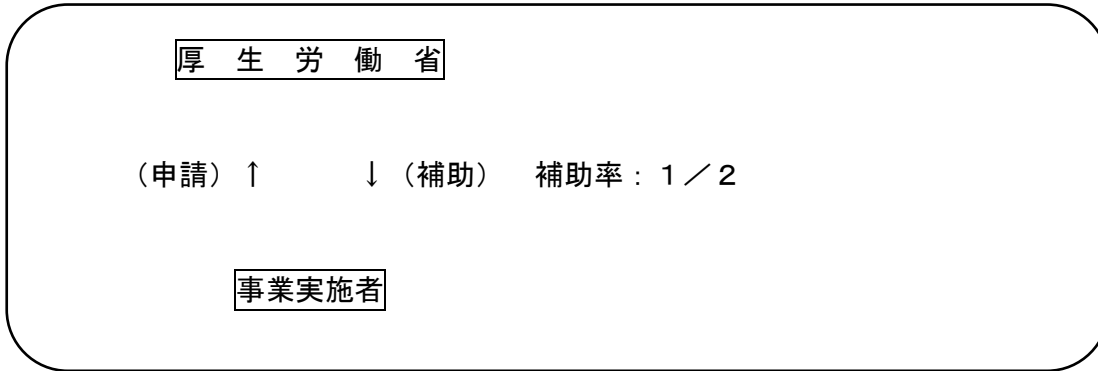 厚　生　労　働　省
（申請）↑　　　↓（補助）　補助率：１／２
事業実施者